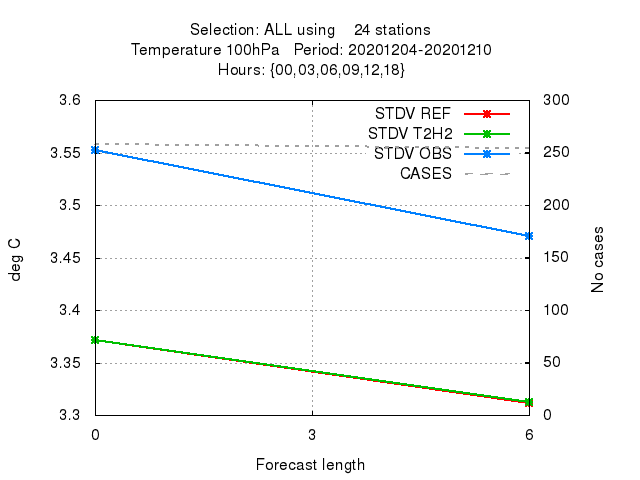 Selection: ALL using    24 stations
Temperature 100hPa   Period: 20201204-20201210
Hours: {00,03,06,09,12,18}
3.6
3.55
3.5
3.45
3.4
3.35
3.3
300
250
200
150
100
50
0
STDV REF
STDV T2H2
STDV OBS
CASES
deg C
No cases
0
3
6
Forecast length